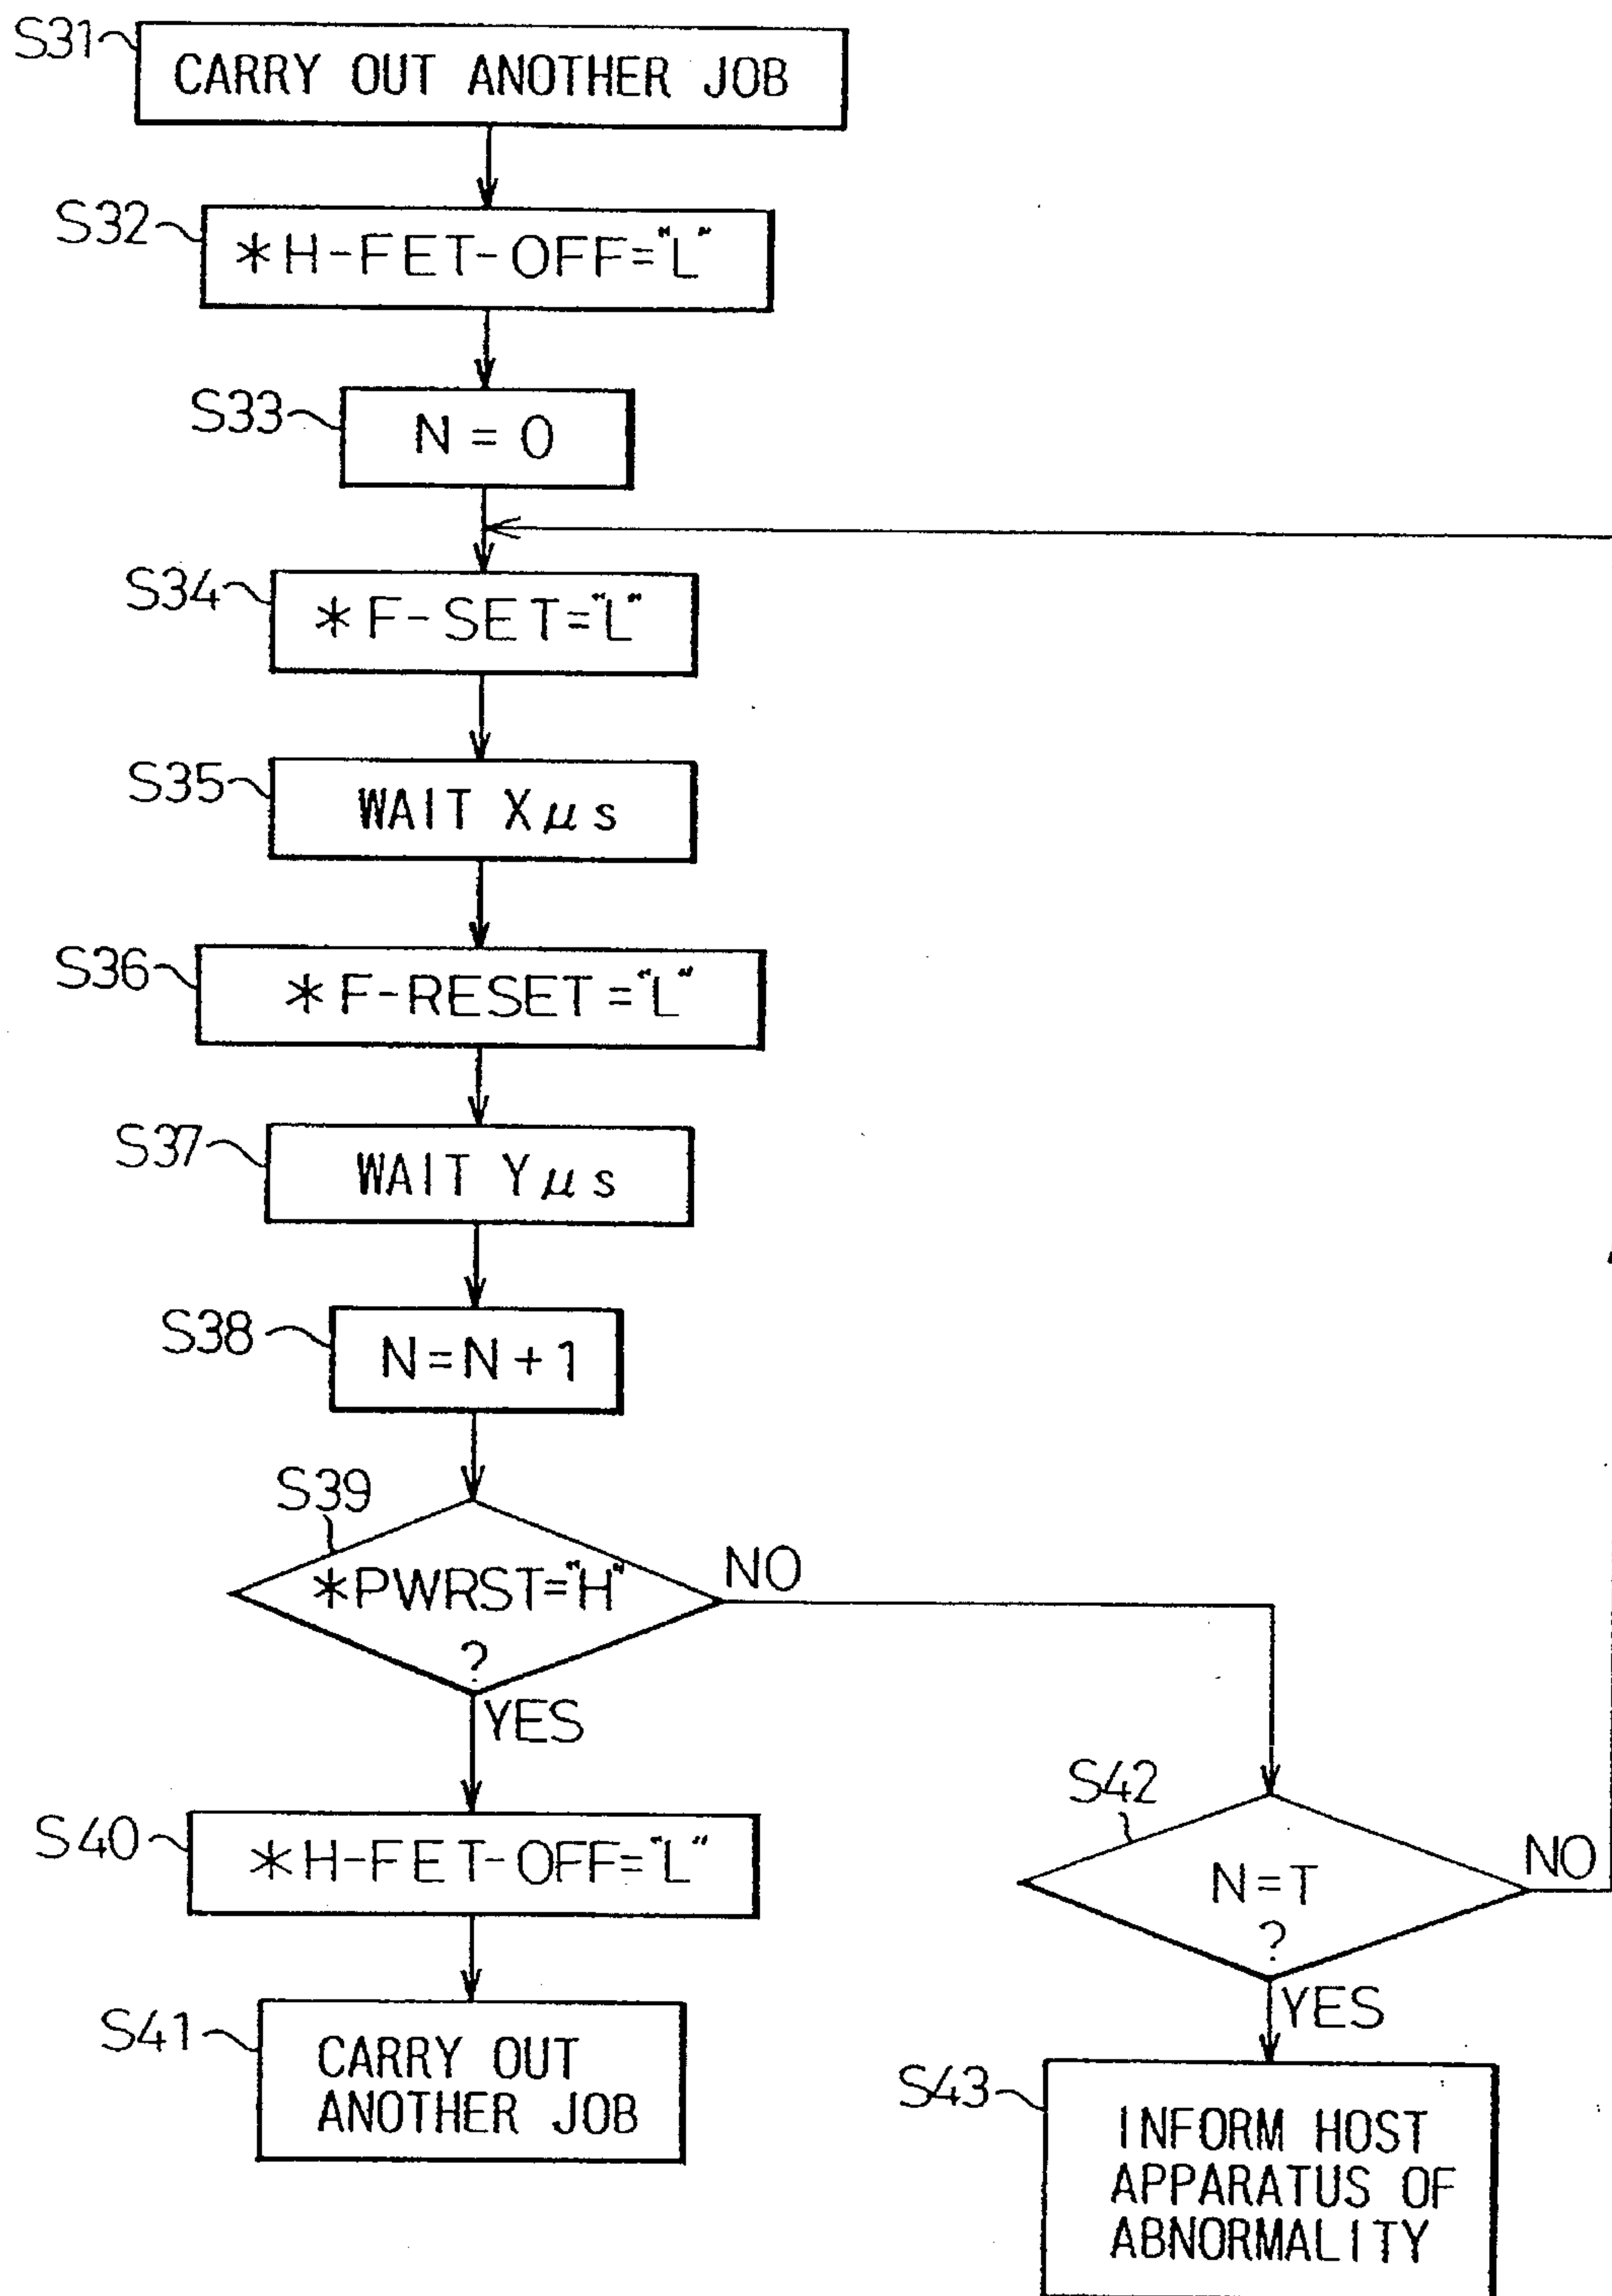 S31
CARRY OUT ANOTHER JOB
S32
*H-FET-OFF="L"
S33
N=0
S34
*F-SET="L"
S35
WAIT Xμs
S36
*F-RESET="L"
S37
WAIT Yμs
S38
N=N+1
S39
*PWRST="H"
?
NO
YES
S40
*H-FET-OFF="L"
S41
CARRY OUT
ANOTHER JOB
S42
N=T
?
NO
YES
S43
INFORM HOST
APPARATUS OF
ABNORMALITY